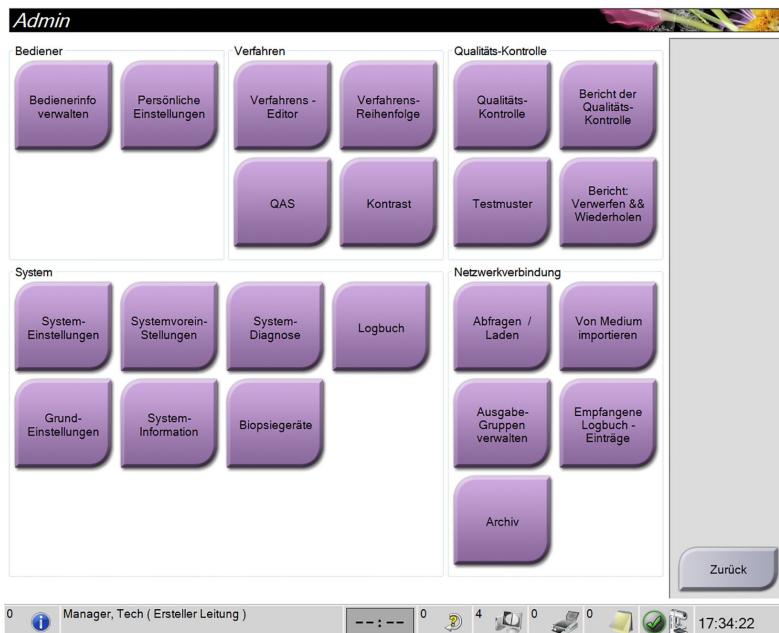 Admin
Bediener
Bedienerinfo
verwalten
Persönliche
Einstellungen
Verfahren
Verfahrens -
Editor
Verfahrens-
Reihenfolge
QAS
Kontrast
Qualitäts-Kontrolle
Qualitäts-
Kontrolle
Bericht der
Qualitäts-
Kontrolle
Testmuster
Bericht:
Verwerfen &&
Wiederholen
System
System-
Einstellungen
Systemvorein-
Stellungen
System-
Diagnose
Logbuch
Grund-
Einstellungen
System-
Information
Biopsiegeräte
Netzwerkverbindung
Abfragen /
Laden
Von Medium
importieren
Ausgabe-
Gruppen
verwalten
Empfangene
Logbuch -
Einträge
Archiv
Zurück
0
Manager, Tech ( Ersteller Leitung )
--:--
0
4
0
0
17:34:22